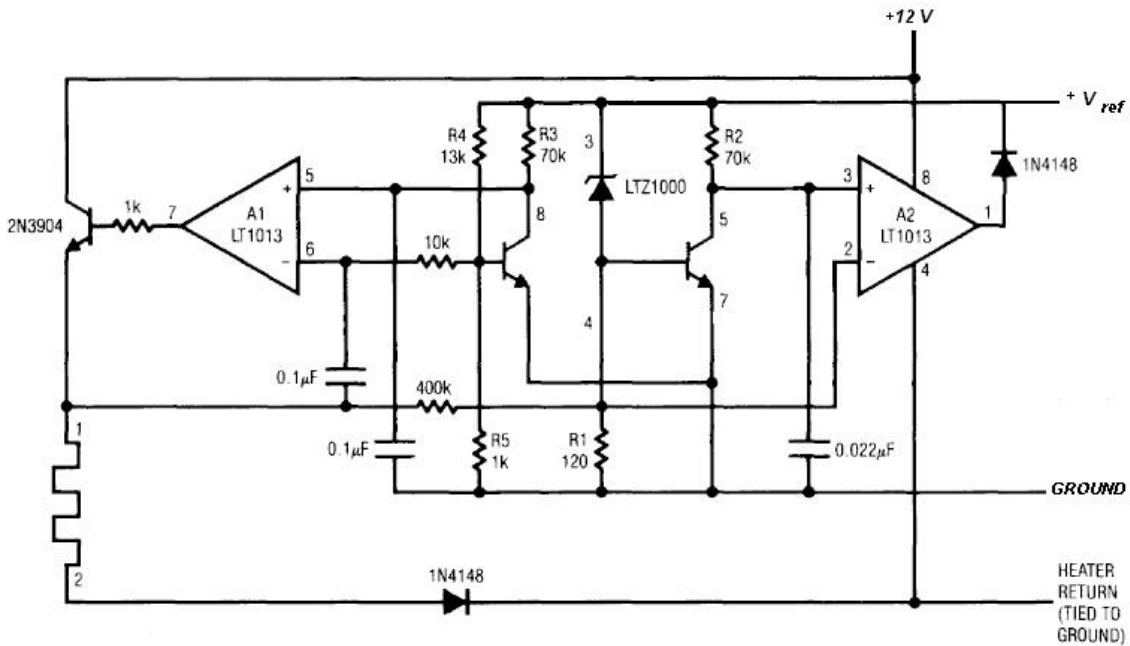 +12 V
+ V ref
R4
13k
R3
70k
3
R2
70k
1N4148
LTZ1000
5
A1
LT1013
7
1k
2N3904
6
8
10k
5
3
A2
LT1013
8
1
2
4
7
4
0.1µF
400k
1
0.1µF
R5
1k
R1
120
0.022µF
GROUND
2
1N4148
HEATER
RETURN
(TIED TO
GROUND)
+
−
+
−